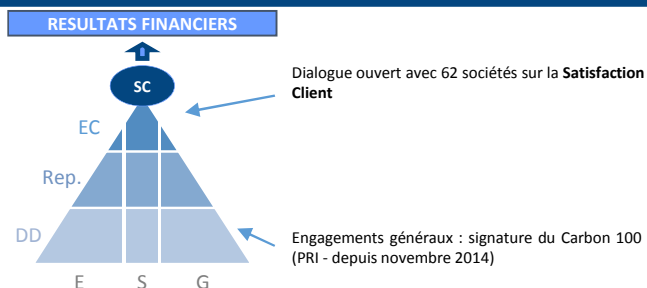 RESULTATS FINANCIERS
SC
Dialogue ouvert avec 62 sociétés sur la Satisfaction
Client
EC
Rep.
DD
Engagements généraux : signature du Carbon 100
(PRI - depuis novembre 2014)
E S G